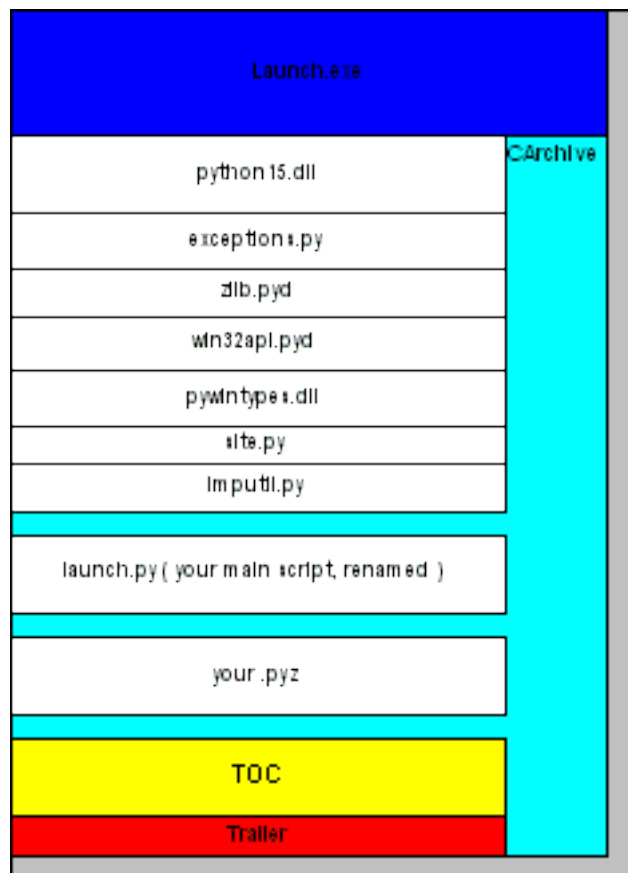 Launch.exe
CArchive
python15.dll
exceptions.py
zlib.pyd
win32api.pyd
pywintypes.dll
site.py
imputil.py
launch.py ( your main script, renamed )
your .pyz
TOC
Trailer